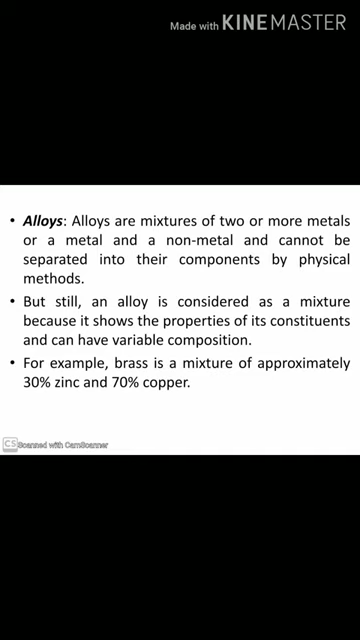 Made with KINEMASTER
• Alloys: Alloys are mixtures of two or more metals
or a metal and a non-metal and cannot be
separated into their components by physical
methods.
• But still, an alloy is considered as a mixture
because it shows the properties of its constituents
and can have variable composition.
• For example, brass is a mixture of approximately
30% zinc and 70% copper.
CS Scanned with CamScanner